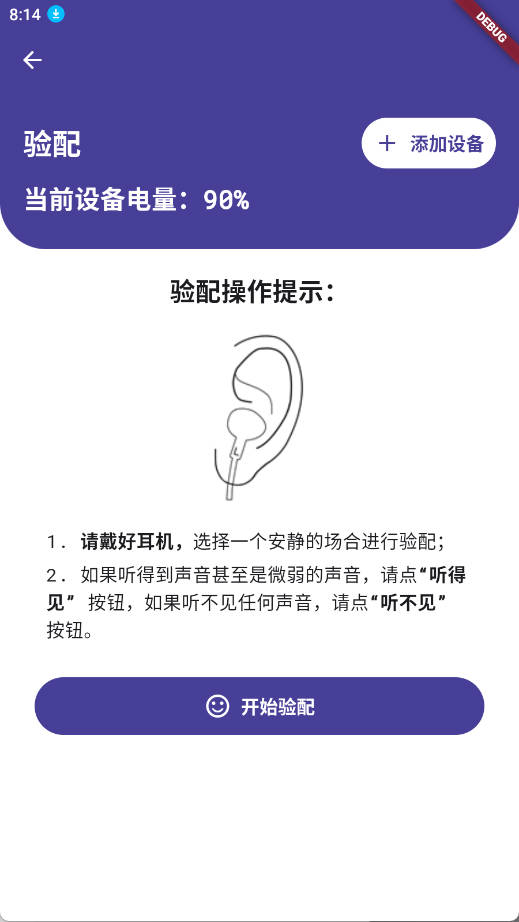 8:14
DEBUG
验配
+ 添加设备
当前设备电量：90%
验配操作提示：
L
1. 请戴好耳机，选择一个安静的场合进行验配；
2. 如果听得到声音甚至是微弱的声音，请点“听得
见” 按钮，如果听不见任何声音，请点“听不见”
按钮。
开始验配